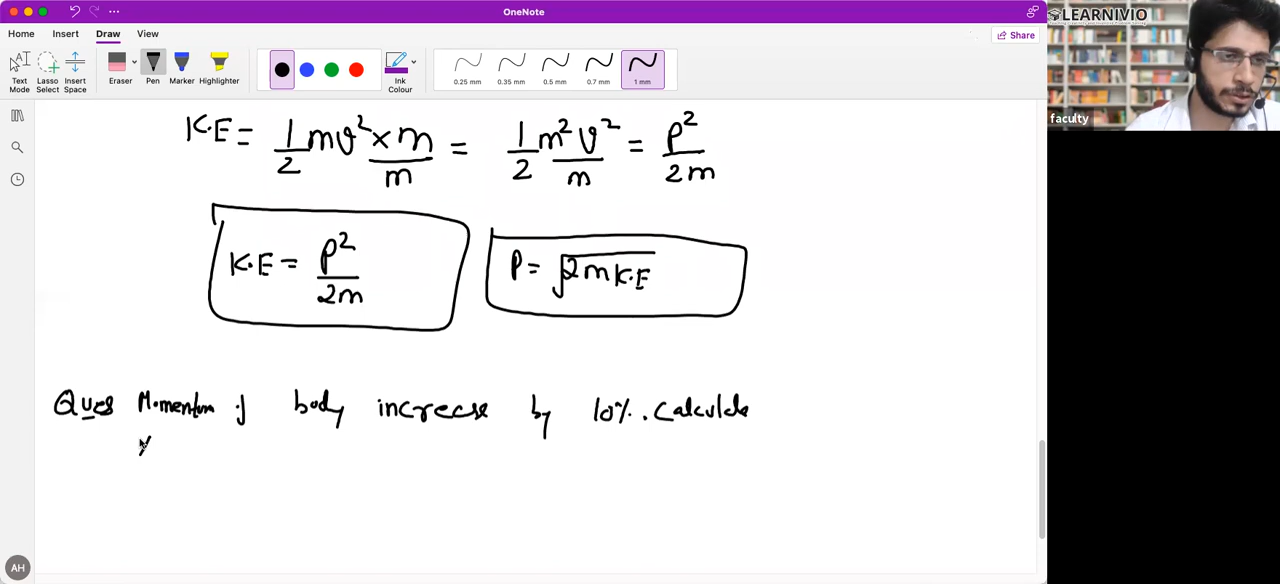 OneNote
LEARNIVIO
Home Insert Draw View
Share
Text Mode
Lasso Select
Insert Space
Eraser
Pen
Marker
Highlighter
Ink Colour
0.25 mm
0.35 mm
0.5 mm
0.7 mm
1 mm
faculty
K.E = 1/2 mv² × m/m = 1/2 m²v²/m = P²/2m
K.E = P²/2m
P = √2m K.E
Ques Momentum of body increase by 10%. Calculate
AH